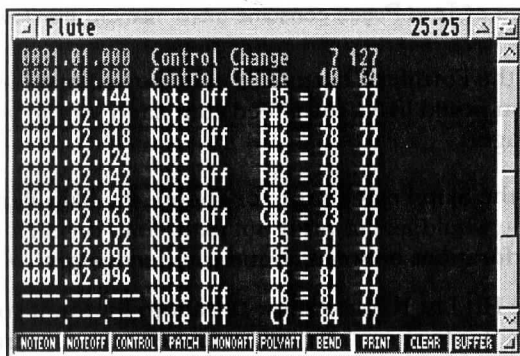 Flute 25:25
0001.01.000 Control Change 7 127
0001.01.000 Control Change 10 64
0001.01.144 Note Off B5 = 71 77
0001.02.000 Note On F#6 = 78 77
0001.02.018 Note Off F#6 = 78 77
0001.02.024 Note On F#6 = 78 77
0001.02.042 Note Off F#6 = 78 77
0001.02.048 Note On C#6 = 73 77
0001.02.066 Note Off C#6 = 73 77
0001.02.072 Note On B5 = 71 77
0001.02.090 Note Off B5 = 71 77
0001.02.096 Note On A6 = 81 77
----.--.--- Note Off A6 = 81 77
----.--.--- Note Off C7 = 84 77
NOTEON NOTEOFF CONTROL PATCH MONOAFT POLYAFT BEND PRINT CLEAR BUFFER